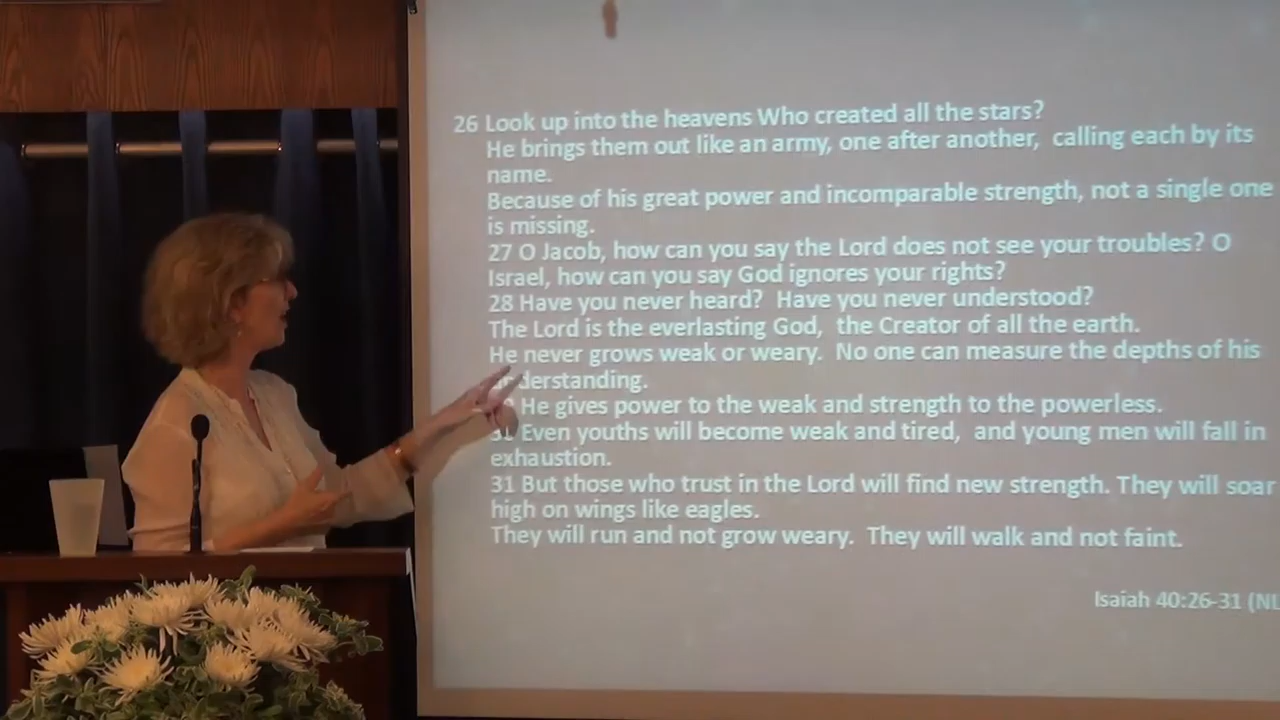 26 Look up into the heavens Who created all the stars?
He brings them out like an army, one after another, calling each by its
name.
Because of his great power and incomparable strength, not a single one
is missing.
27 O Jacob, how can you say the Lord does not see your troubles? O
Israel, how can you say God ignores your rights?
28 Have you never heard? Have you never understood?
The Lord is the everlasting God, the Creator of all the earth.
He never grows weak or weary. No one can measure the depths of his
derstanding.
He gives power to the weak and strength to the powerless.
Even youths will become weak and tired, and young men will fall in
exhaustion.
31 But those who trust in the Lord will find new strength. They will soar
high on wings like eagles.
They will run and not grow weary. They will walk and not faint.
Isaiah 40:26-31 (NL